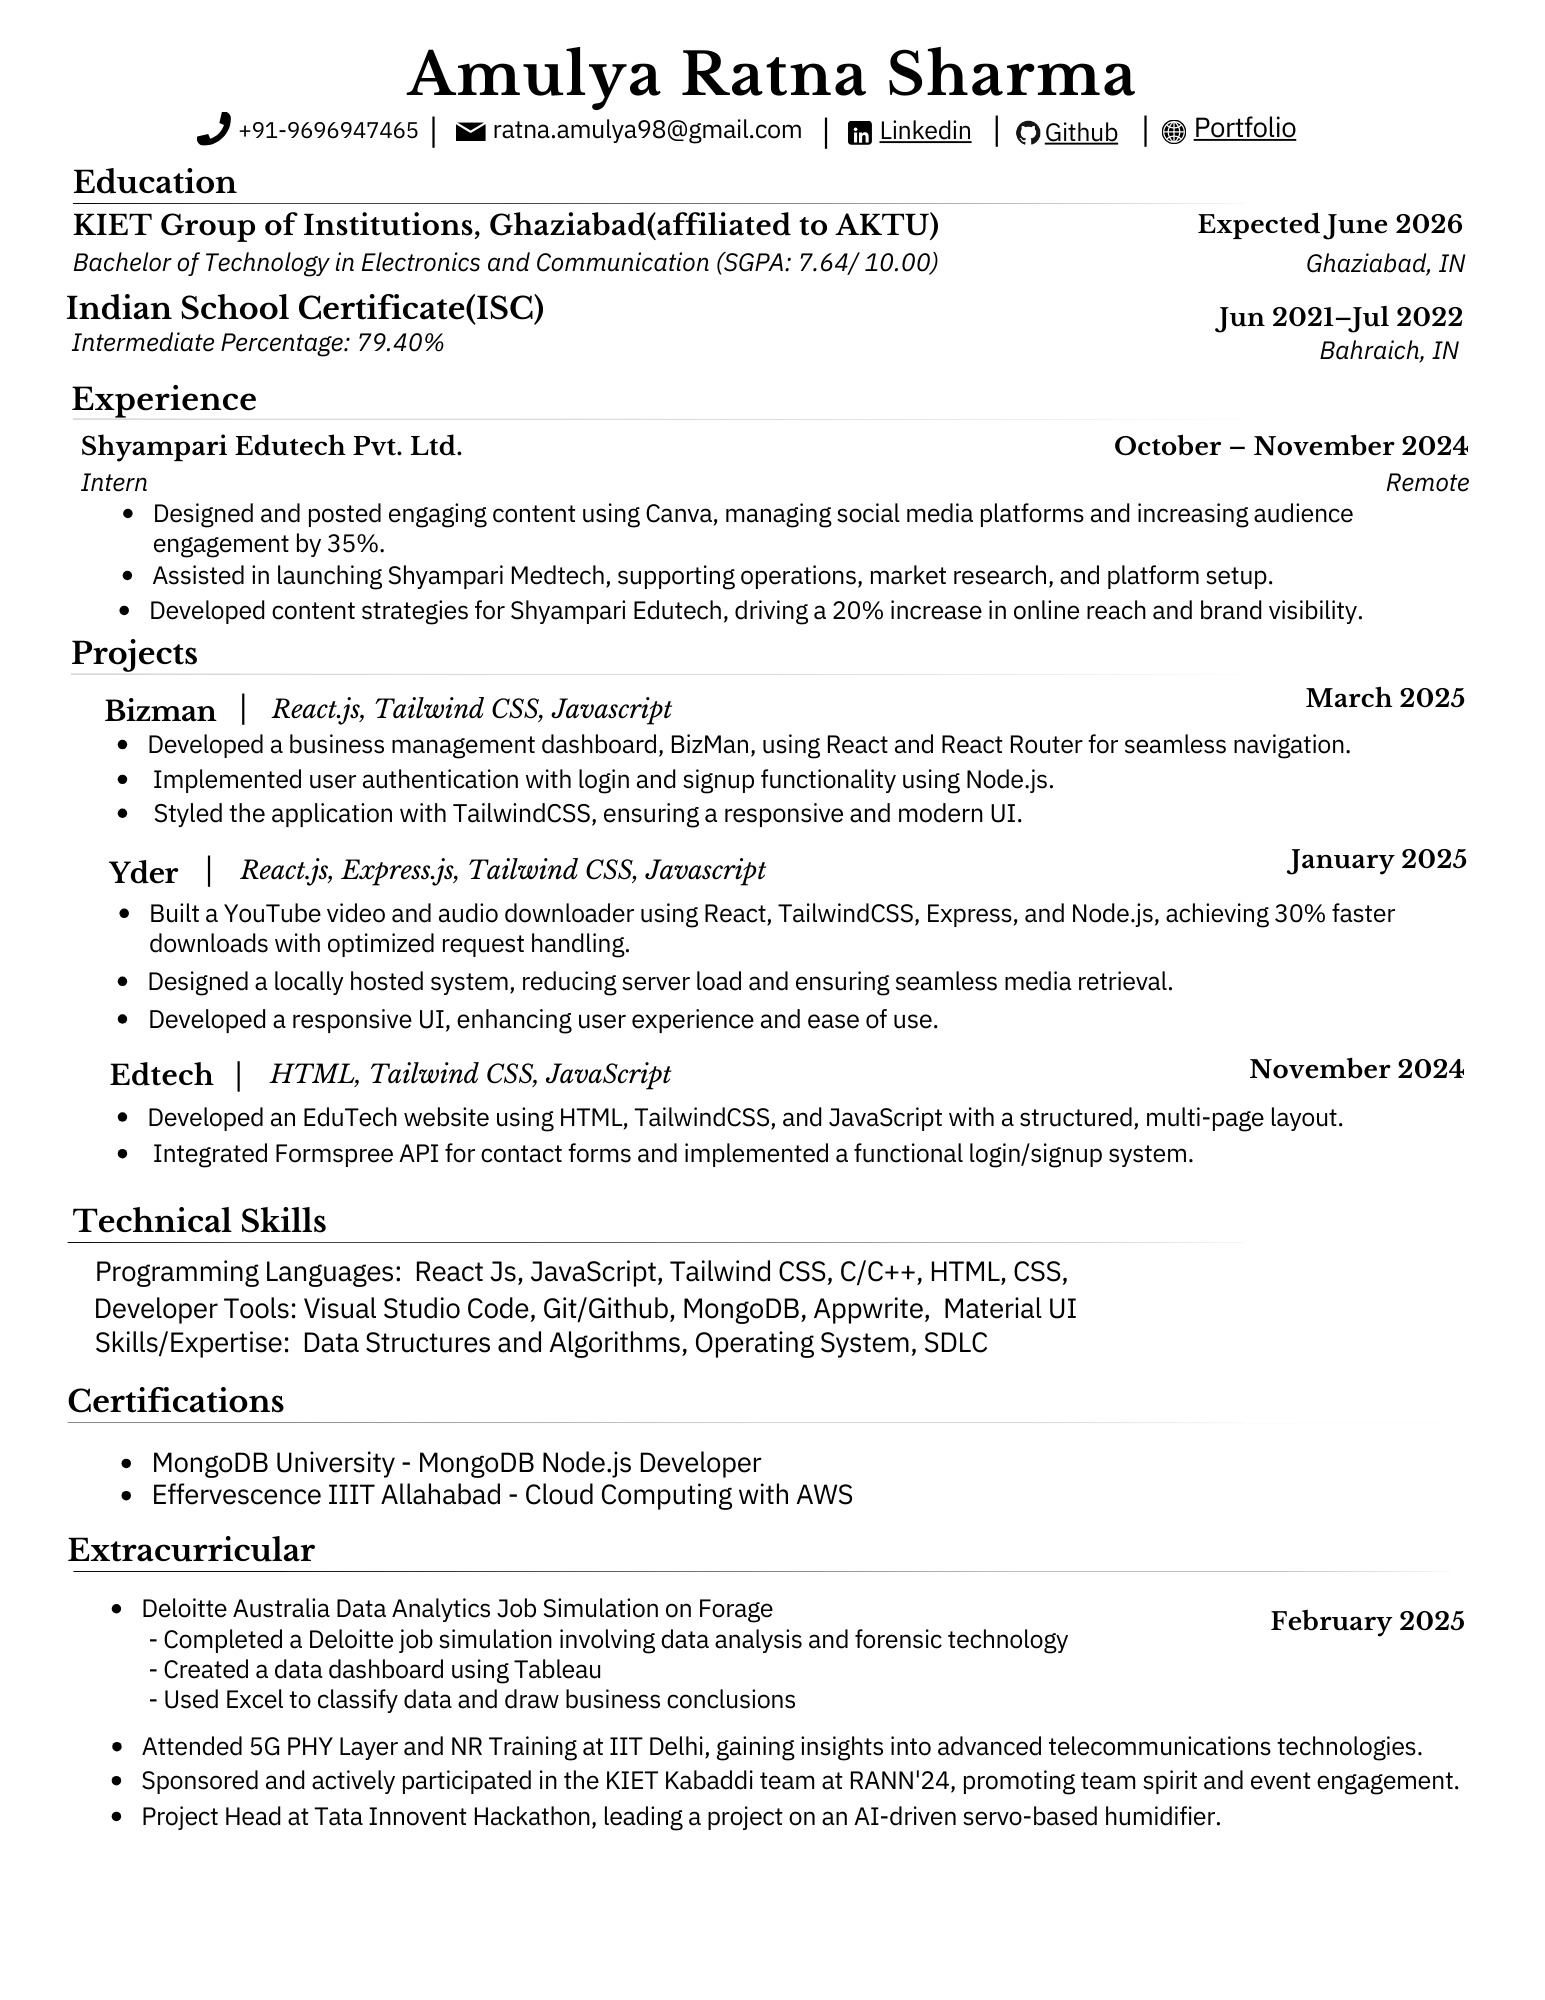 Amulya Ratna Sharma
+91-9696947465 | ratna.amulya98@gmail.com | Linkedin | Github | Portfolio
Education
KIET Group of Institutions, Ghaziabad(affiliated to AKTU) Expected June 2026
Bachelor of Technology in Electronics and Communication (SGPA: 7.64/ 10.00) Ghaziabad, IN
Indian School Certificate(ISC) Jun 2021–Jul 2022
Intermediate Percentage: 79.40% Bahraich, IN
Experience
Shyampari Edutech Pvt. Ltd. October – November 2024
Intern Remote
• Designed and posted engaging content using Canva, managing social media platforms and increasing audience
engagement by 35%.
• Assisted in launching Shyampari Medtech, supporting operations, market research, and platform setup.
• Developed content strategies for Shyampari Edutech, driving a 20% increase in online reach and brand visibility.
Projects
Bizman | React.js, Tailwind CSS, Javascript March 2025
• Developed a business management dashboard, BizMan, using React and React Router for seamless navigation.
• Implemented user authentication with login and signup functionality using Node.js.
• Styled the application with TailwindCSS, ensuring a responsive and modern UI.
Yder | React.js, Express.js, Tailwind CSS, Javascript January 2025
• Built a YouTube video and audio downloader using React, TailwindCSS, Express, and Node.js, achieving 30% faster
downloads with optimized request handling.
• Designed a locally hosted system, reducing server load and ensuring seamless media retrieval.
• Developed a responsive UI, enhancing user experience and ease of use.
Edtech | HTML, Tailwind CSS, JavaScript November 2024
• Developed an EduTech website using HTML, TailwindCSS, and JavaScript with a structured, multi-page layout.
• Integrated Formspree API for contact forms and implemented a functional login/signup system.
Technical Skills
Programming Languages: React Js, JavaScript, Tailwind CSS, C/C++, HTML, CSS,
Developer Tools: Visual Studio Code, Git/Github, MongoDB, Appwrite, Material UI
Skills/Expertise: Data Structures and Algorithms, Operating System, SDLC
Certifications
• MongoDB University - MongoDB Node.js Developer
• Effervescence IIIT Allahabad - Cloud Computing with AWS
Extracurricular
• Deloitte Australia Data Analytics Job Simulation on Forage February 2025
- Completed a Deloitte job simulation involving data analysis and forensic technology
- Created a data dashboard using Tableau
- Used Excel to classify data and draw business conclusions
• Attended 5G PHY Layer and NR Training at IIT Delhi, gaining insights into advanced telecommunications technologies.
• Sponsored and actively participated in the KIET Kabaddi team at RANN'24, promoting team spirit and event engagement.
• Project Head at Tata Innovent Hackathon, leading a project on an AI-driven servo-based humidifier.